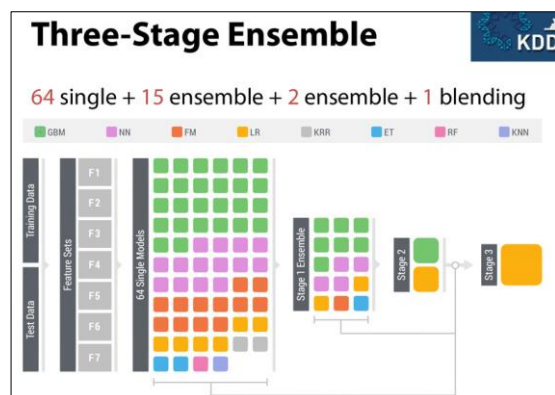 Three-Stage Ensemble
KDD
64 single + 15 ensemble + 2 ensemble + 1 blending
GBM NN FM LR KRR ET RF KNN
Training Data
Test Data
Feature Sets
F1
F2
F3
F4
F5
F6
F7
64 Single Models
Stage 1 Ensemble
Stage 2
Stage 3